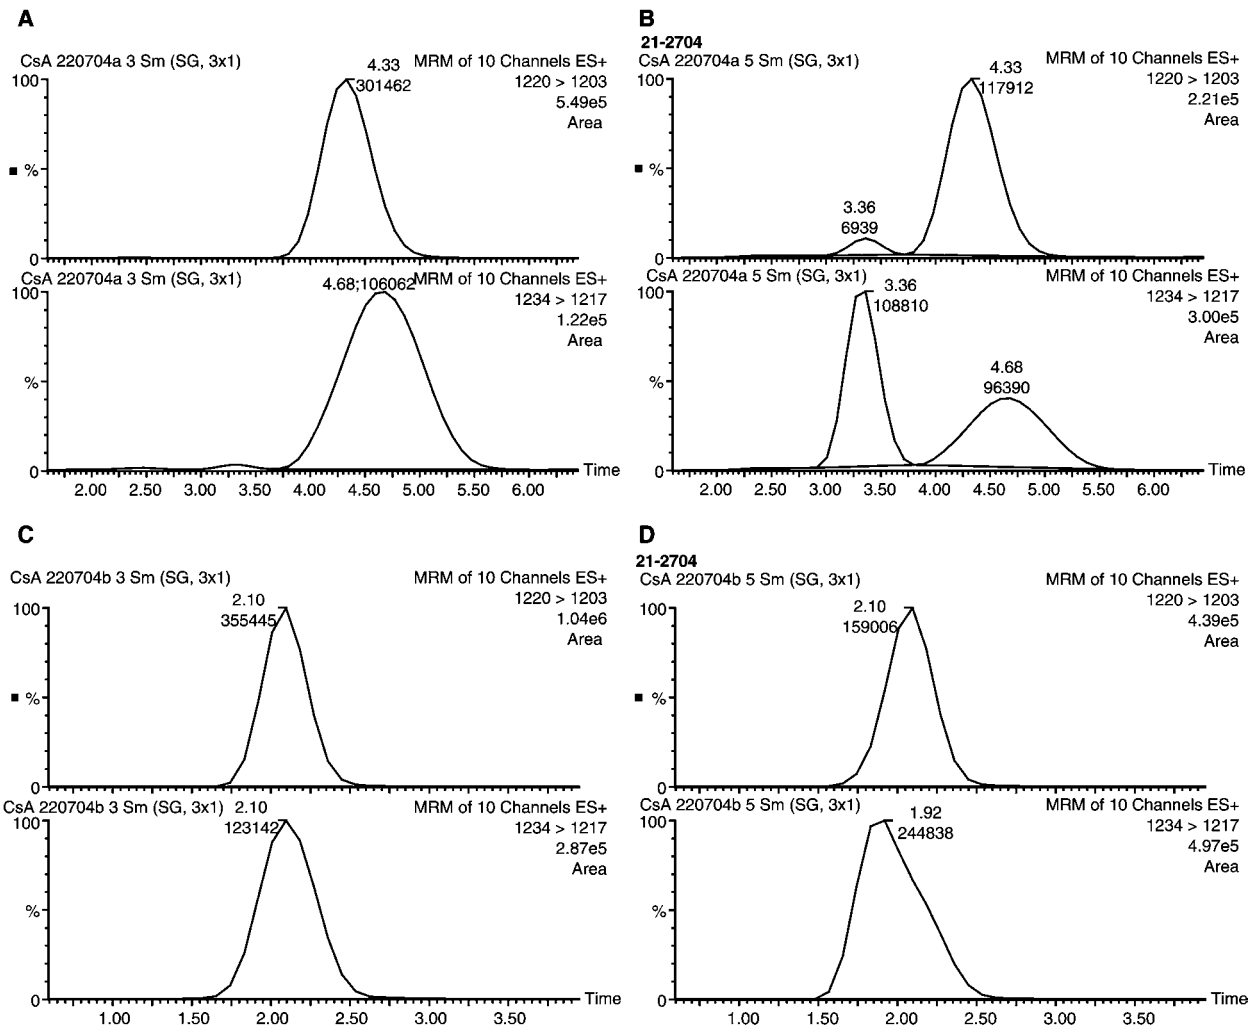 A
CsA 220704a 3 Sm (SG, 3x1)
MRM of 10 Channels ES+
1220 > 1203
5.49e5
Area
4.33
301462
100
%
0
CsA 220704a 3 Sm (SG, 3x1)
MRM of 10 Channels ES+
1234 > 1217
1.22e5
Area
4.68;106062
100
%
0
Time
2.00 2.50 3.00 3.50 4.00 4.50 5.00 5.50 6.00
B
21-2704
CsA 220704a 5 Sm (SG, 3x1)
MRM of 10 Channels ES+
1220 > 1203
2.21e5
Area
4.33
117912
3.36
6939
100
%
0
CsA 220704a 5 Sm (SG, 3x1)
MRM of 10 Channels ES+
1234 > 1217
3.00e5
Area
3.36
108810
4.68
96390
100
%
0
Time
2.00 2.50 3.00 3.50 4.00 4.50 5.00 5.50 6.00
C
CsA 220704b 3 Sm (SG, 3x1)
MRM of 10 Channels ES+
1220 > 1203
1.04e6
Area
2.10
355445
100
%
0
CsA 220704b 3 Sm (SG, 3x1)
MRM of 10 Channels ES+
1234 > 1217
2.87e5
Area
2.10
123142
100
%
0
Time
1.00 1.50 2.00 2.50 3.00 3.50
D
21-2704
CsA 220704b 5 Sm (SG, 3x1)
MRM of 10 Channels ES+
1220 > 1203
4.39e5
Area
2.10
159006
100
%
0
CsA 220704b 5 Sm (SG, 3x1)
MRM of 10 Channels ES+
1234 > 1217
4.97e5
Area
1.92
244838
100
%
0
Time
1.00 1.50 2.00 2.50 3.00 3.50